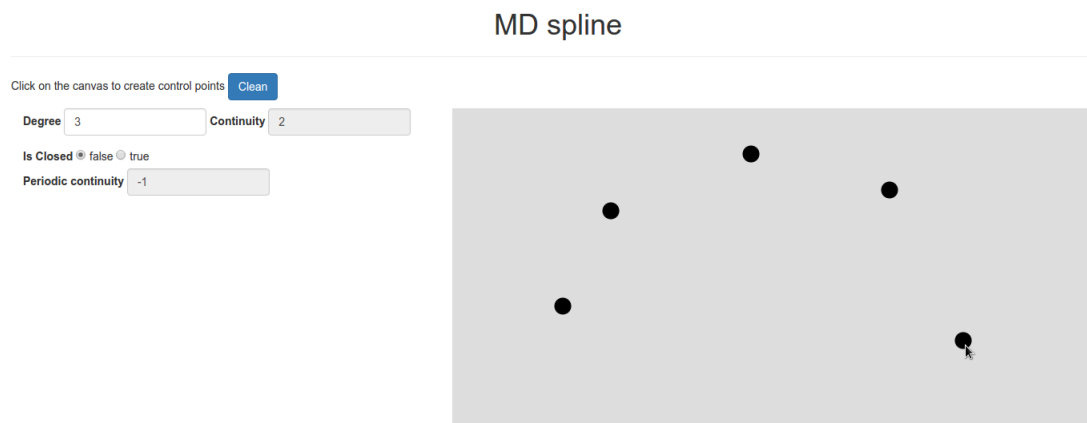 MD spline
Click on the canvas to create control points Clean
Degree 3 Continuity 2
Is Closed false true
Periodic continuity -1